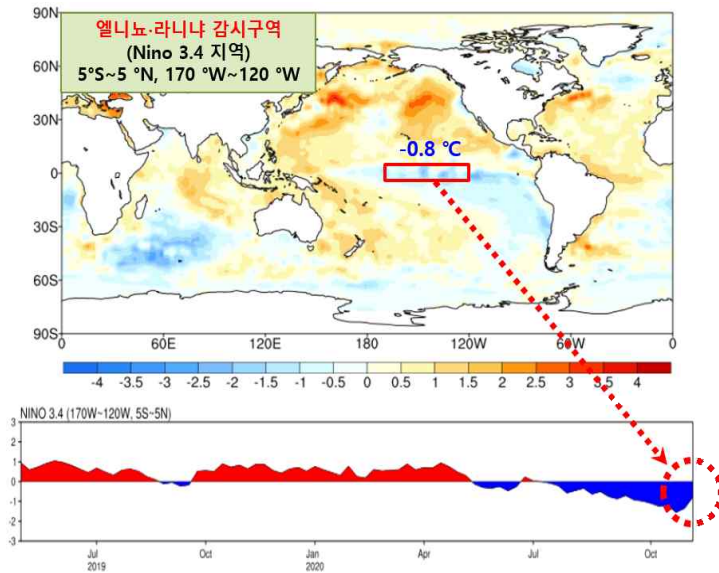 엘니뇨·라니냐 감시구역
(Nino 3.4 지역)
5°S~5 °N, 170 °W~120 °W
90N
60N
30N
0
30S
60S
90S
-0.8 ℃
0 60E 120E 180 120W 60W 0
-4 -3.5 -3 -2.5 -2 -1.5 -1 -0.5 0 0.5 1 1.5 2 2.5 3 3.5 4
NINO 3.4 (170W~120W, 5S~5N)
3
2
1
0
-1
-2
-3
Jul Oct Jan Apr Jul Oct
2019 2020